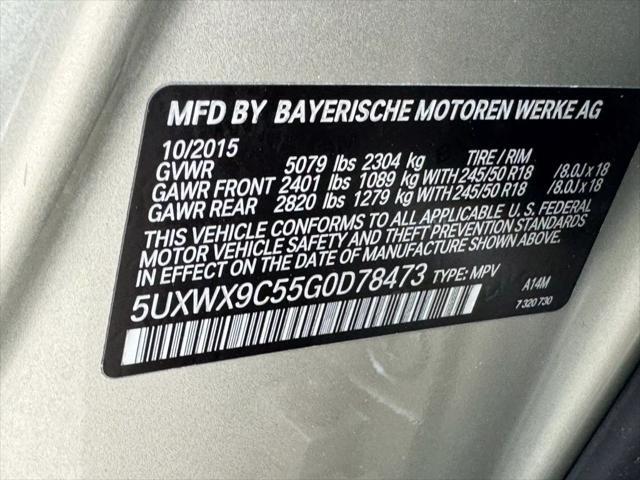 MFD BY BAYERISCHE MOTOREN WERKE AG
10/2015
GVWR 5079 lbs 2304 kg TIRE / RIM
GAWR FRONT 2401 lbs 1089 kg WITH 245/50 R18 /8.0J x 18
GAWR REAR 2820 lbs 1279 kg WITH 245/50 R18 /8.0J x 18
THIS VEHICLE CONFORMS TO ALL APPLICABLE U.S. FEDERAL
MOTOR VEHICLE SAFETY AND THEFT PREVENTION STANDARDS
IN EFFECT ON THE DATE OF MANUFACTURE SHOWN ABOVE.
5UXWX9C55G0D78473 TYPE: MPV A14M
7 320 730